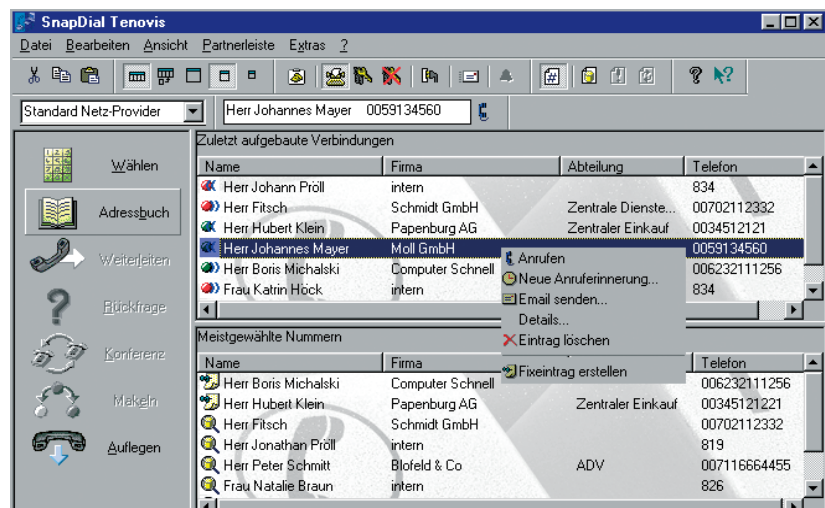 SnapDial Tenovis
Datei Bearbeiten Ansicht Partnerleiste Extras ?
Standard Netz-Provider Herr Johannes Mayer 0059134560
Wählen
Adressbuch
Weiterleiten
Rückfrage
Konferenz
Makeln
Auflegen
Zuletzt aufgebaute Verbindungen
Name Firma Abteilung Telefon
Herr Johann Pröll intern 834
Herr Fitsch Schmidt GmbH Zentrale Dienste... 00702112332
Herr Hubert Klein Papenburg AG Zentraler Einkauf 0034512121
Herr Johannes Mayer Moll GmbH 0059134560
Herr Boris Michalski Computer Schnell 006232111256
Frau Katrin Höck intern 834
Anrufen
Neue Anruferinnerung...
Email senden...
Details...
Eintrag löschen
Fixeintrag erstellen
Meistgewählte Nummern
Name Firma Telefon
Herr Boris Michalski Computer Schnell 006232111256
Herr Hubert Klein Papenburg AG Zentraler Einkauf 00345121221
Herr Fitsch Schmidt GmbH 00702112332
Herr Jonathan Pröll intern 819
Herr Peter Schmitt Blofeld & Co ADV 007116664455
Frau Natalie Braun intern 826